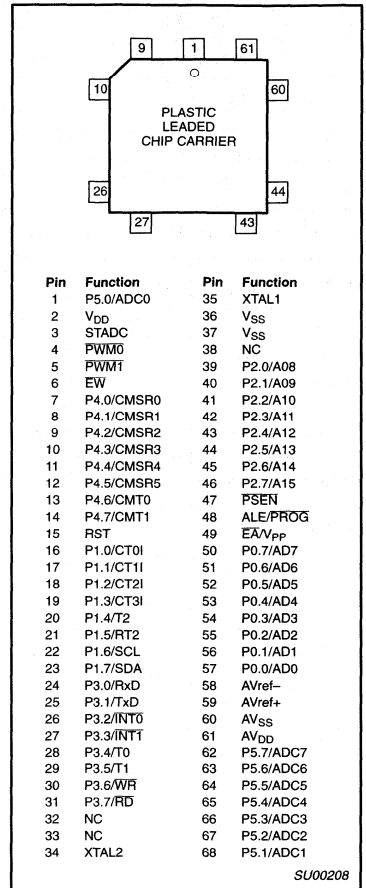 9 1 61
10 60
PLASTIC
LEADED
CHIP CARRIER
26 44
27 43
Pin Function Pin Function
1 P5.0/ADC0 35 XTAL1
2 VDD 36 VSS
3 STADC 37 VSS
4 PWM0 38 NC
5 PWM1 39 P2.0/A08
6 EW 40 P2.1/A09
7 P4.0/CMSR0 41 P2.2/A10
8 P4.1/CMSR1 42 P2.3/A11
9 P4.2/CMSR2 43 P2.4/A12
10 P4.3/CMSR3 44 P2.5/A13
11 P4.4/CMSR4 45 P2.6/A14
12 P4.5/CMSR5 46 P2.7/A15
13 P4.6/CMT0 47 PSEN
14 P4.7/CMT1 48 ALE/PROG
15 RST 49 EA/VPP
16 P1.0/CT0I 50 P0.7/AD7
17 P1.1/CT1I 51 P0.6/AD6
18 P1.2/CT2I 52 P0.5/AD5
19 P1.3/CT3I 53 P0.4/AD4
20 P1.4/T2 54 P0.3/AD3
21 P1.5/RT2 55 P0.2/AD2
22 P1.6/SCL 56 P0.1/AD1
23 P1.7/SDA 57 P0.0/AD0
24 P3.0/RxD 58 AVref–
25 P3.1/TxD 59 AVref+
26 P3.2/INT0 60 AVSS
27 P3.3/INT1 61 AVDD
28 P3.4/T0 62 P5.7/ADC7
29 P3.5/T1 63 P5.6/ADC6
30 P3.6/WR 64 P5.5/ADC5
31 P3.7/RD 65 P5.4/ADC4
32 NC 66 P5.3/ADC3
33 NC 67 P5.2/ADC2
34 XTAL2 68 P5.1/ADC1
SU00208